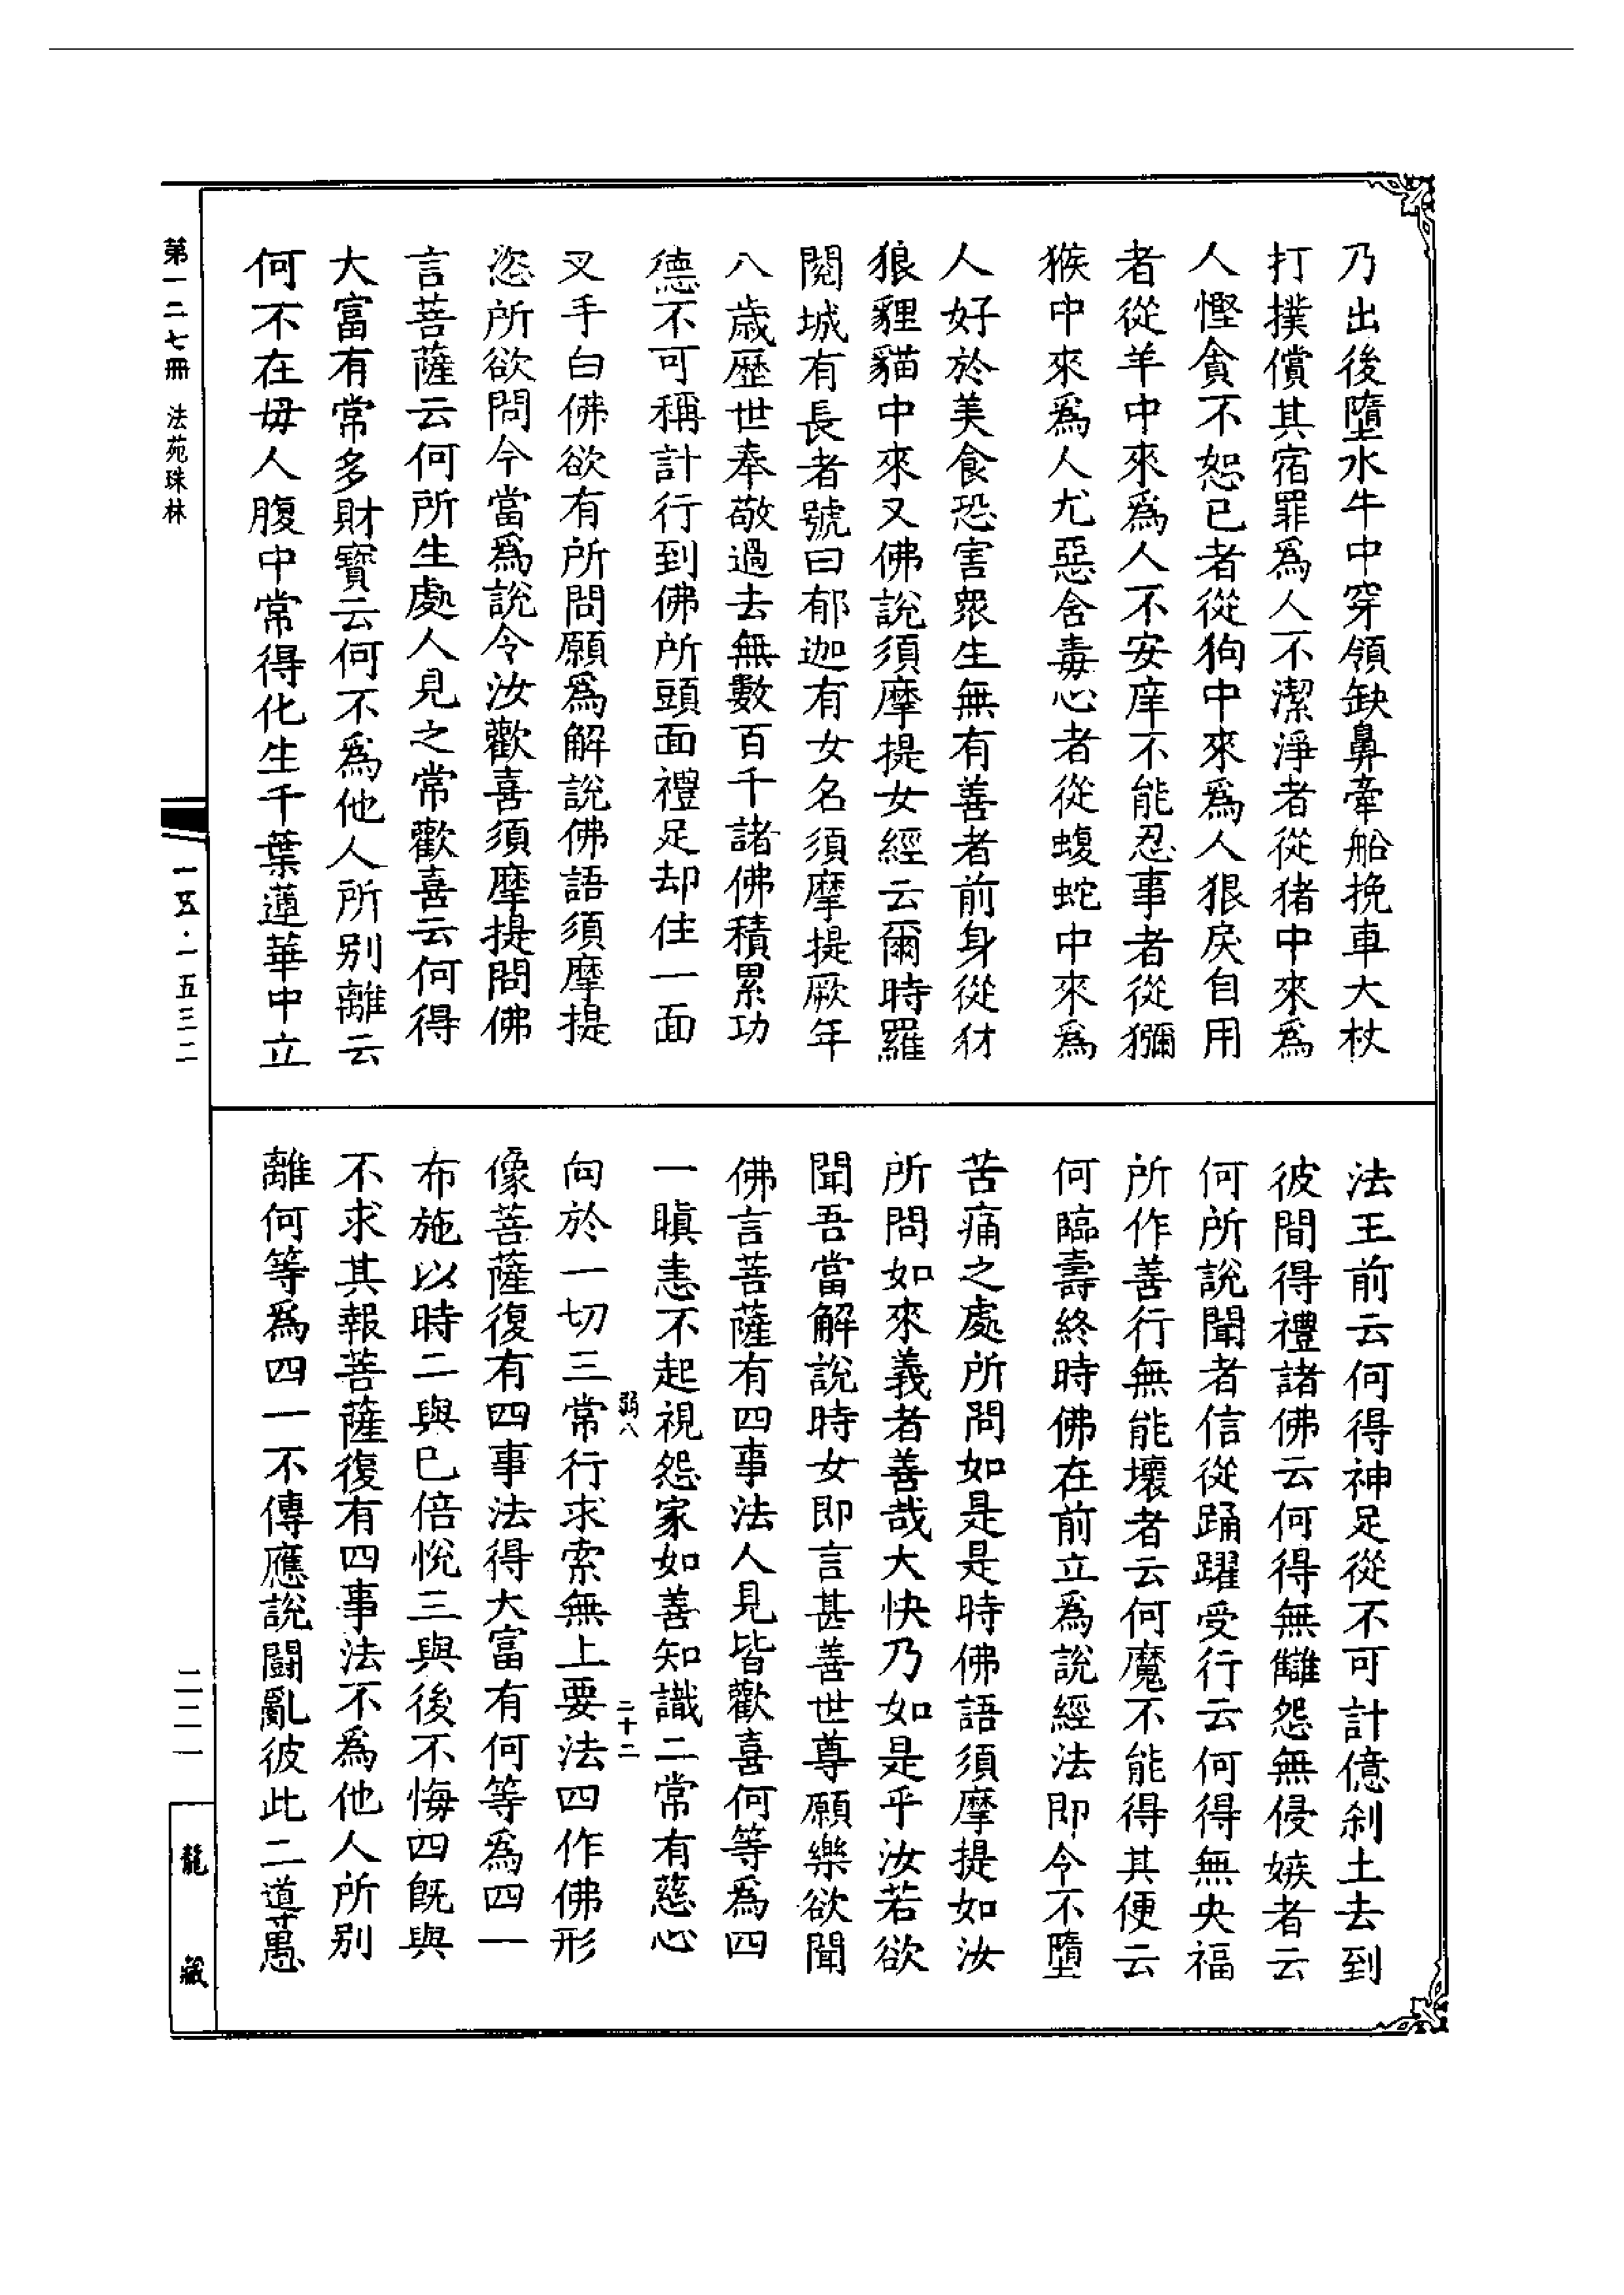 乃出後墮水牛中穿領缺鼻牽船挽車大杖
打撲償其宿罪爲人不潔淨者從猪中來爲
人慳貪不恕已者從狗中來爲人狠戾自用
者從羊中來爲人不安庠不能忍事者從獼
猴中來爲人尤惡含毒心者從蝮蛇中來爲
人好於美食恐害衆生無有善者前身從豺
狼貍貓中來又佛說須摩提女經云爾時羅
閱城有長者號曰郁迦有女名須摩提厥年
八歲歷世奉敬過去無數百千諸佛積累功
德不可稱計行到佛所頭面禮足却住一面
叉手白佛欲有所問願爲解說佛語須摩提
恣所欲問今當爲說令汝歡喜須摩提問佛
言菩薩云何所生處人見之常歡喜云何得
大富有常多財寳云何不爲他人所别離云
何不在母人腹中常得化生千葉蓮華中立
法王前云何得神足從不可計億刹土去到
彼間得禮諸佛云何得無讎怨無侵嫉者云
何所說聞者信從踊躍受行云何得無央福
所作善行無能壞者云何魔不能得其便云
何臨壽終時佛在前立爲說經法即令不墮
苦痛之處所問如是是時佛語須摩提如汝
所問如來義者善哉大快乃如是乎汝若欲
聞吾當解說時女即言甚善世尊願樂欲聞
佛言菩薩有四事法人見皆歡喜何等爲四
一瞋恚不起視怨家如善知識二常有慈心
弱八
二十二
向於一切三常行求索無上要法四作佛形
像菩薩復有四事法得大富有何等爲四一
布施以時二與巳倍悅三與後不悔四旣與
不求其報菩薩復有四事法不爲他人所别
離何等爲四一不傳應說鬪亂彼此二道愚
第一二七冊　法苑珠林
一五·一五三二
二二一
龍藏